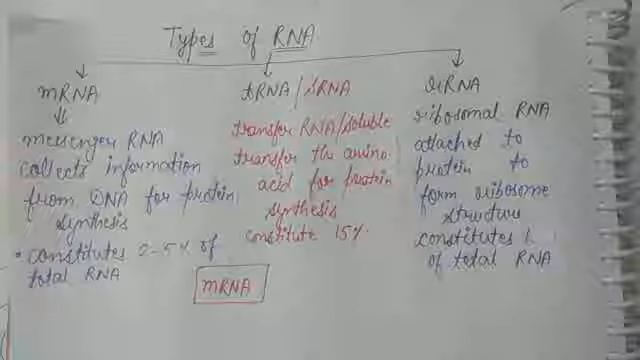 Types of RNA
mRNA
messenger RNA
collects information
from DNA for protein
synthesis
• constitutes 2-5% of
total RNA
tRNA/sRNA
transfer RNA/soluble
transfer the amino
acid for protein
synthesis
constitute 15%
rRNA
ribosomal RNA
attached to
protein to
form ribosome
structure
constitutes
of total RNA
mRNA